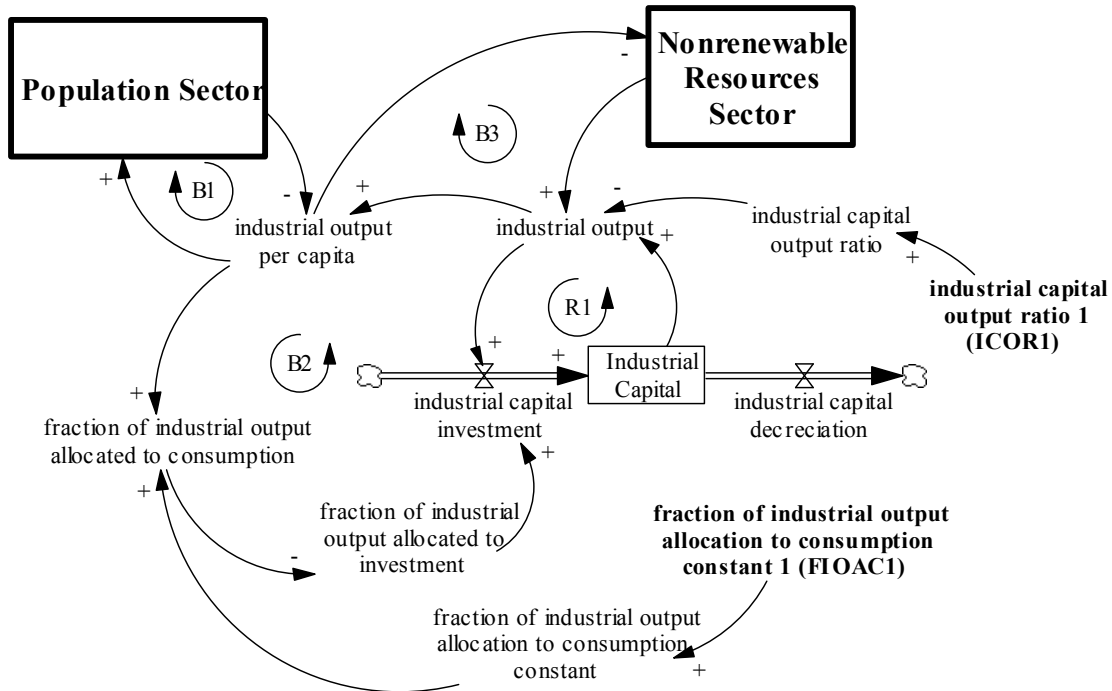 Population Sector
Nonrenewable
Resources
Sector
B3
B1
+
-
+
-
+
-
industrial output
per capita
industrial output
industrial capital
output ratio
+
+
industrial capital
output ratio 1
(ICOR1)
R1
B2
+
+
Industrial
Capital
industrial capital
investment
industrial capital
decreciation
+
fraction of industrial output
allocated to consumption
+
+
fraction of industrial
output allocated to
investment
-
fraction of industrial output
allocation to consumption
constant 1 (FIOAC1)
fraction of industrial output
allocation to consumption
constant
+